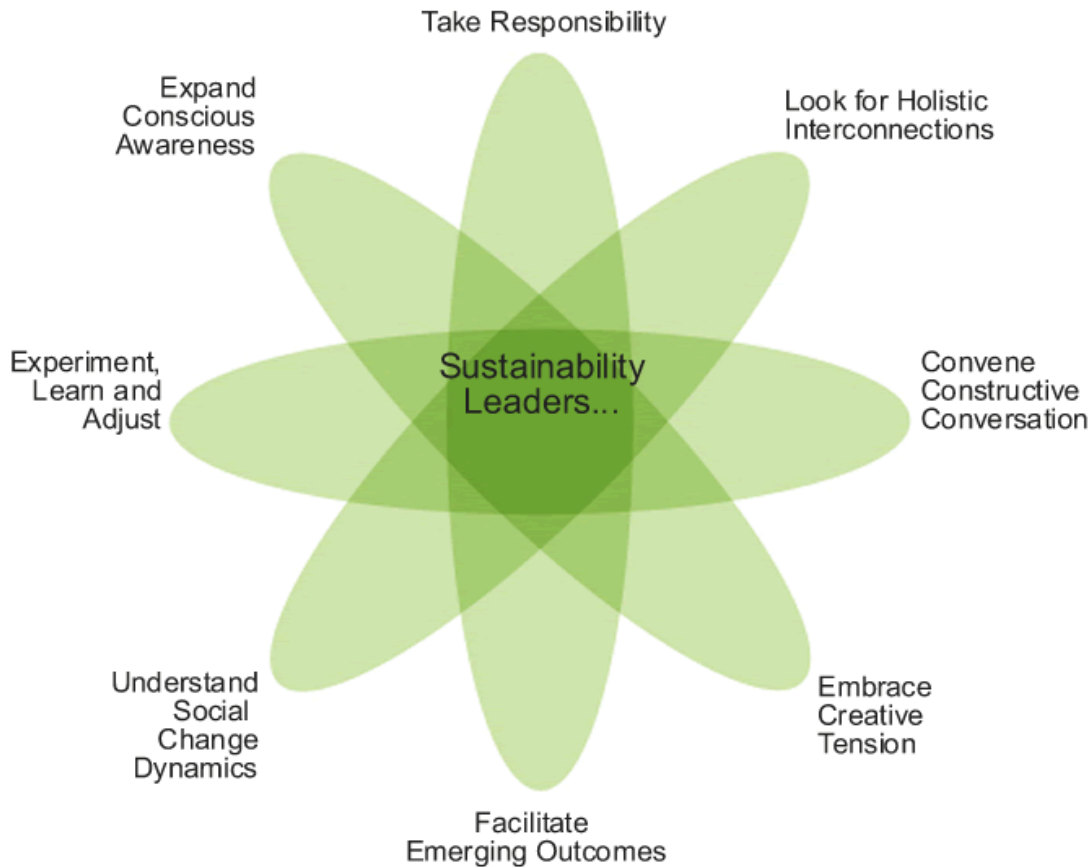 Take Responsibility
Expand
Conscious
Awareness
Look for Holistic
Interconnections
Sustainability
Leaders...
Experiment,
Learn and
Adjust
Convene
Constructive
Conversation
Understand
Social
Change
Dynamics
Embrace
Creative
Tension
Facilitate
Emerging Outcomes